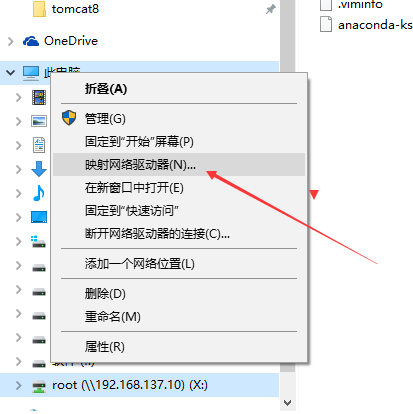 tomcat8
.viminfo
anaconda-ks
OneDrive
此电脑
折叠(A)
管理(G)
固定到"开始"屏幕(P)
映射网络驱动器(N)...
在新窗口中打开(E)
固定到"快速访问"
断开网络驱动器的连接(C)...
添加一个网络位置(L)
删除(D)
重命名(M)
属性(R)
root (\\192.168.137.10) (X:)